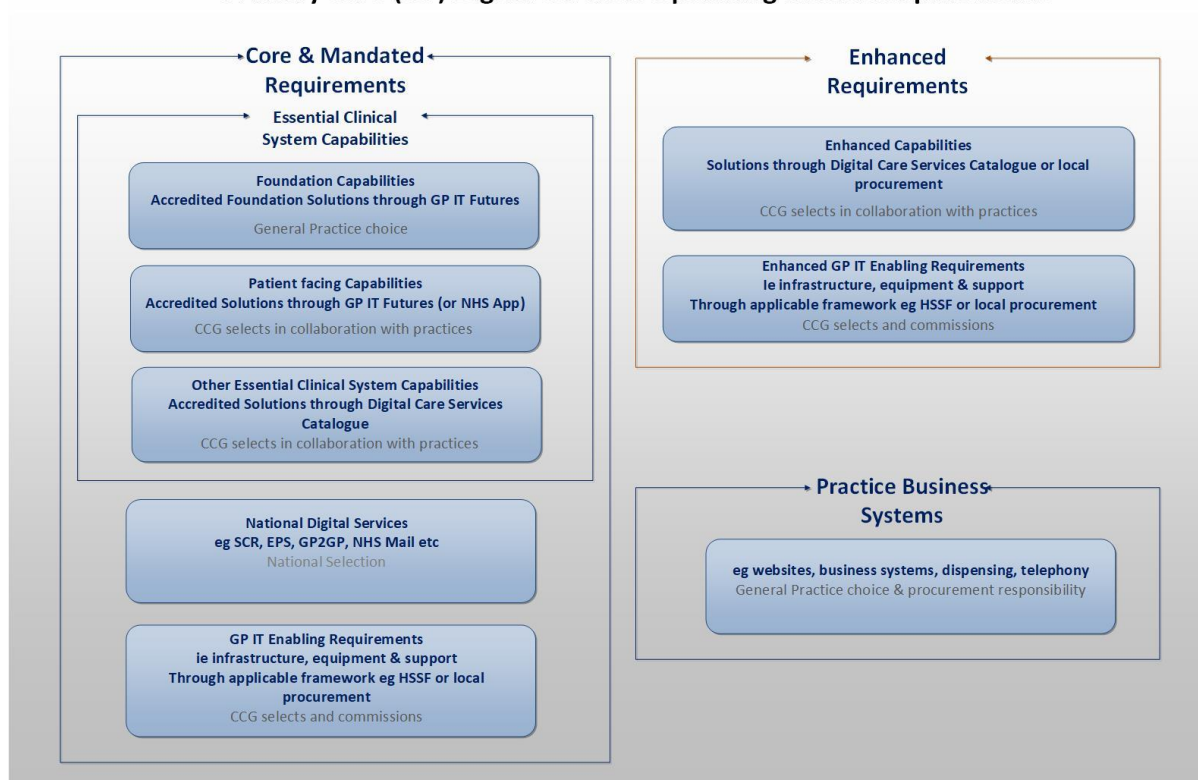 Core & Mandated
Requirements
Essential Clinical
System Capabilities
Foundation Capabilities
Accredited Foundation Solutions through GP IT Futures
General Practice choice
Patient facing Capabilities
Accredited Solutions through GP IT Futures (or NHS App)
CCG selects in collaboration with practices
Other Essential Clinical System Capabilities
Accredited Solutions through Digital Care Services
Catalogue
CCG selects in collaboration with practices
National Digital Services
eg SCR, EPS, GP2GP, NHS Mail etc
National Selection
GP IT Enabling Requirements
ie infrastructure, equipment & support
Through applicable framework eg HSSF or local
procurement
CCG selects and commissions
Enhanced
Requirements
Enhanced Capabilities
Solutions through Digital Care Services Catalogue or local
procurement
CCG selects in collaboration with practices
Enhanced GP IT Enabling Requirements
Ie infrastructure, equipment & support
Through applicable framework eg HSSF or local procurement
CCG selects and commissions
Practice Business
Systems
eg websites, business systems, dispensing, telephony
General Practice choice & procurement responsibility